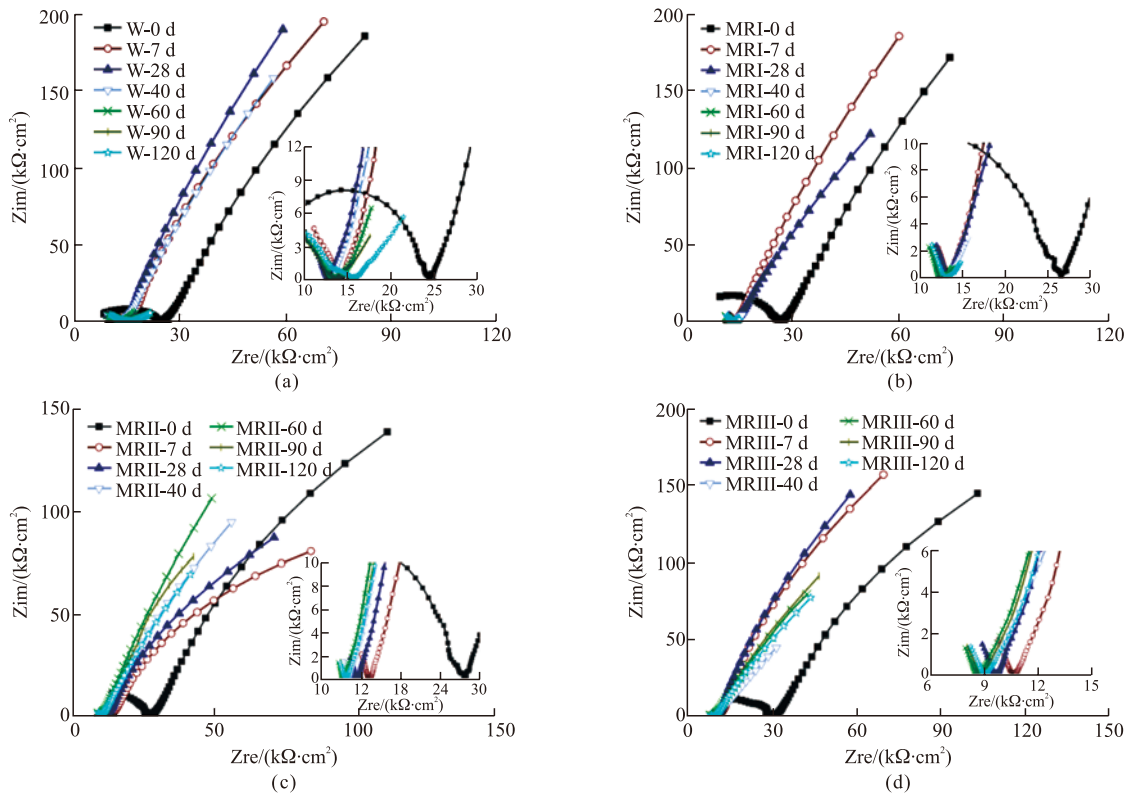 200
150
100
50
0
Zim/(kΩ·cm²)
W-0 d
W-7 d
W-28 d
W-40 d
W-60 d
W-90 d
W-120 d
12
9
6
3
0
Zim/(kΩ·cm²)
10 15 20 25 30
Zre/(kΩ·cm²)
0 30 60 90 120
Zre/(kΩ·cm²)
(a)
200
150
100
50
0
Zim/(kΩ·cm²)
MRI-0 d
MRI-7 d
MRI-28 d
MRI-40 d
MRI-60 d
MRI-90 d
MRI-120 d
10
8
6
4
2
0
Zim/(kΩ·cm²)
10 15 20 25 30
Zre/(kΩ·cm²)
0 30 60 90 120
Zre/(kΩ·cm²)
(b)
150
100
50
0
Zim/(kΩ·cm²)
MRII-0 d
MRII-7 d
MRII-28 d
MRII-40 d
MRII-60 d
MRII-90 d
MRII-120 d
10
8
6
4
2
0
Zim/(kΩ·cm²)
10 12 18 24 30
Zre/(kΩ·cm²)
0 50 100 150
Zre/(kΩ·cm²)
(c)
200
150
100
50
0
Zim/(kΩ·cm²)
MRIII-0 d
MRIII-7 d
MRIII-28 d
MRIII-40 d
MRIII-60 d
MRIII-90 d
MRIII-120 d
6
4
2
0
Zim/(kΩ·cm²)
6 9 12 15
Zre/(kΩ·cm²)
0 30 60 90 120 150
Zre/(kΩ·cm²)
(d)